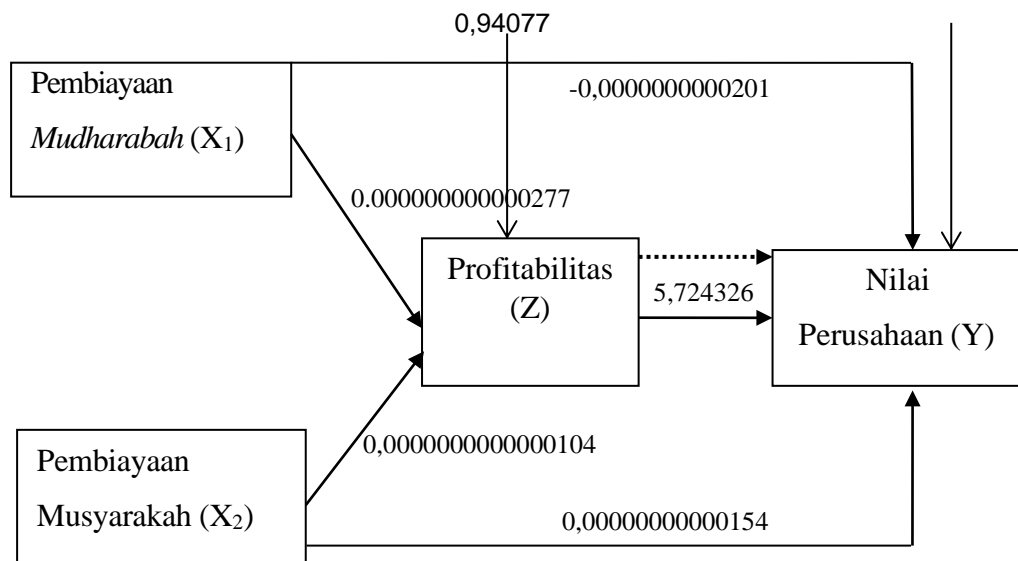 0,94077
Pembiayaan
Mudharabah (X₁)
-0,0000000000201
0.000000000000277
Profitabilitas
(Z)
5,724326
Nilai
Perusahaan (Y)
0,0000000000000104
Pembiayaan
Musyarakah (X₂)
0,00000000000154